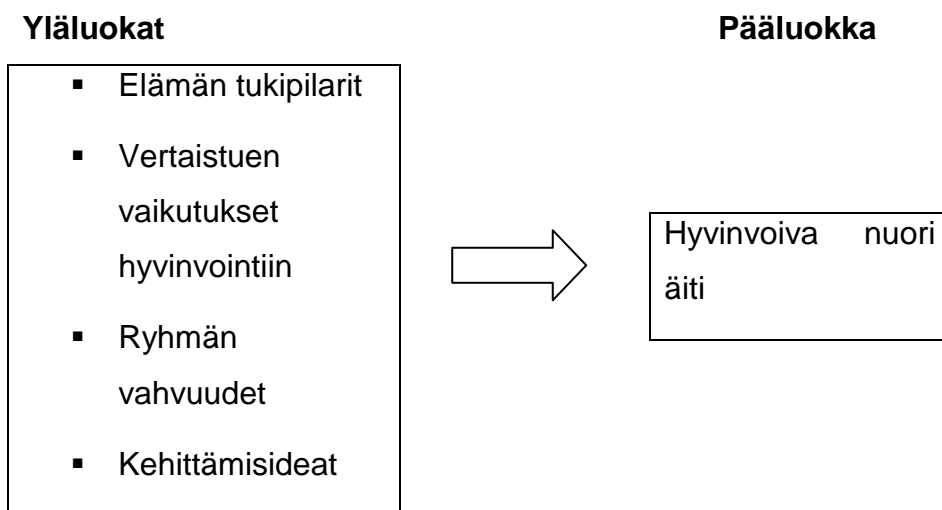 Yläluokat
Pääluokka
▪ Elämän tukipilarit
▪ Vertaistuen
vaikutukset
hyvinvointiin
▪ Ryhmän
vahvuudet
▪ Kehittämisideat
Hyvinvoiva nuori
äiti